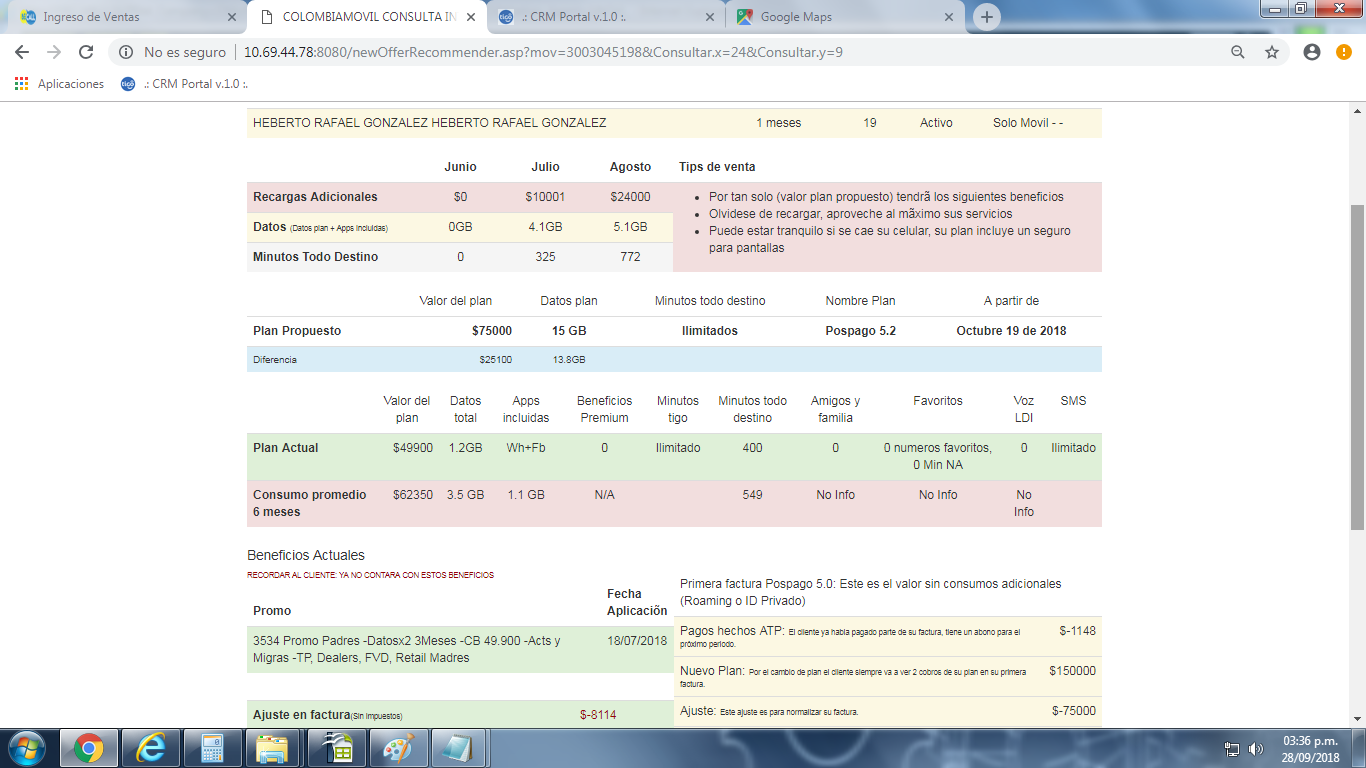 Ingreso de Ventas
COLOMBIAMOVIL CONSULTA IN
.: CRM Portal v.1.0 :.
Google Maps
No es seguro | 10.69.44.78:8080/newOfferRecommender.asp?mov=3003045198&Consultar.x=24&Consultar.y=9
Aplicaciones
tigo .: CRM Portal v.1.0 :.
HEBERTO RAFAEL GONZALEZ HEBERTO RAFAEL GONZALEZ 1 meses 19 Activo Solo Movil - -
Junio Julio Agosto Tips de venta
Recargas Adicionales $0 $10001 $24000
Datos (Datos plan + Apps incluidas) 0GB 4.1GB 5.1GB
Minutos Todo Destino 0 325 772
Por tan solo (valor plan propuesto) tendrã los siguientes beneficios
Olvidese de recargar, aproveche al mãximo sus servicios
Puede estar tranquilo si se cae su celular, su plan incluye un seguro
para pantallas
Valor del plan Datos plan Minutos todo destino Nombre Plan A partir de
Plan Propuesto $75000 15 GB Ilimitados Pospago 5.2 Octubre 19 de 2018
Diferencia $25100 13.8GB
Valor del Datos Apps Beneficios Minutos Minutos todo Amigos y Favoritos Voz SMS
plan total incluidas Premium tigo destino familia LDI
Plan Actual $49900 1.2GB Wh+Fb 0 Ilimitado 400 0 0 numeros favoritos, 0 Ilimitado
0 Min NA
Consumo promedio $62350 3.5 GB 1.1 GB N/A 549 No Info No Info No
6 meses Info
Beneficios Actuales
RECORDAR AL CLIENTE: YA NO CONTARA CON ESTOS BENEFICIOS
Fecha
Promo Aplicaciõn
3534 Promo Padres -Datosx2 3Meses -CB 49.900 -Acts y 18/07/2018
Migras -TP, Dealers, FVD, Retail Madres
Ajuste en factura(Sin Impuestos) $-8114
Primera factura Pospago 5.0: Este es el valor sin consumos adicionales
(Roaming o ID Privado)
Pagos hechos ATP: El cliente ya habia pagado parte de su factura, tiene un abono para el $-1148
próximo periodo.
Nuevo Plan: Por el cambio de plan el cliente siempre va a ver 2 cobros de su plan en su primera $150000
factura.
Ajuste: Este ajuste es para normalizar su factura. $-75000
03:36 p.m.
28/09/2018